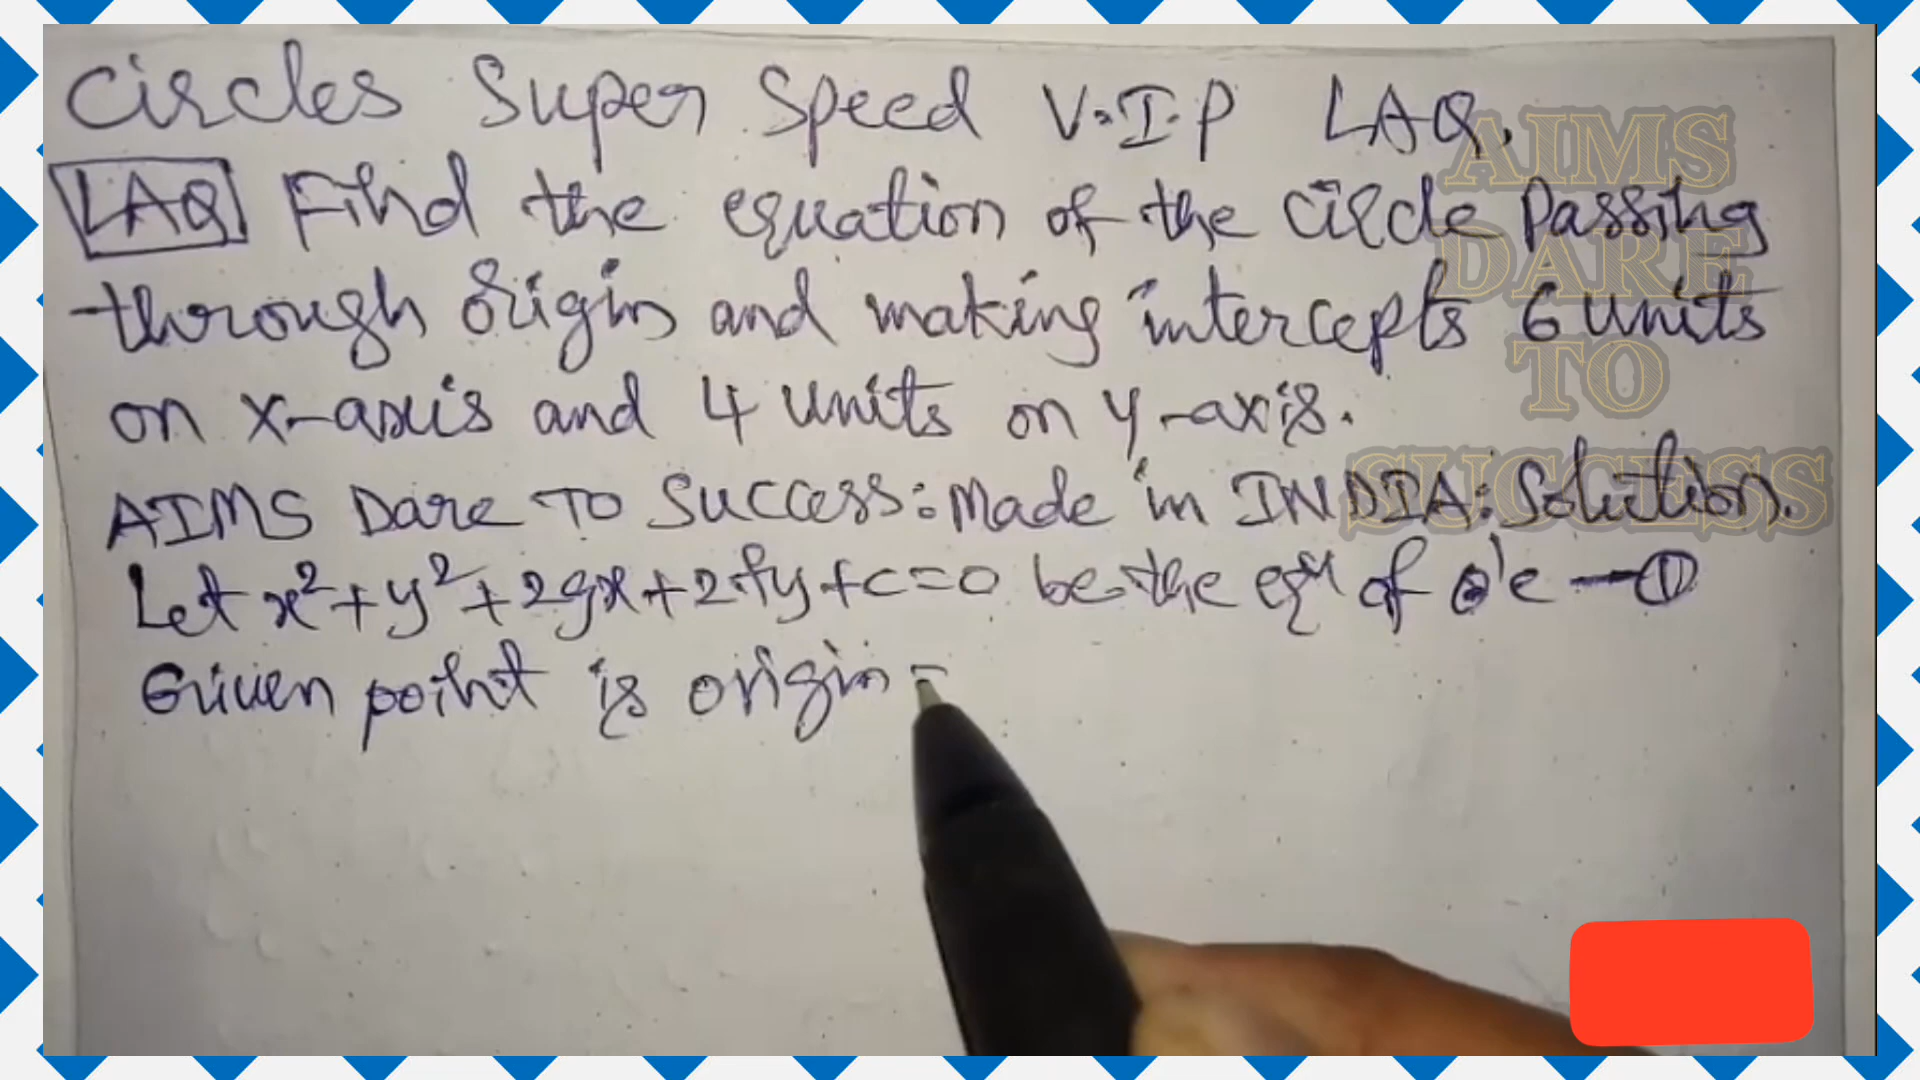 Circles Super Speed V.I.P LAQ.
LAQ Find the equation of the circle passing
through origin and making intercepts 6 units
on x-axis and 4 units on y-axis.
AIMS Dare To Success: Made in INDIA: Solution.
Let x²+y²+2gx+2fy+c=0 be the eqn of ole —①
Given point is origin =
AIMS
DARE
TO
SUCCESS